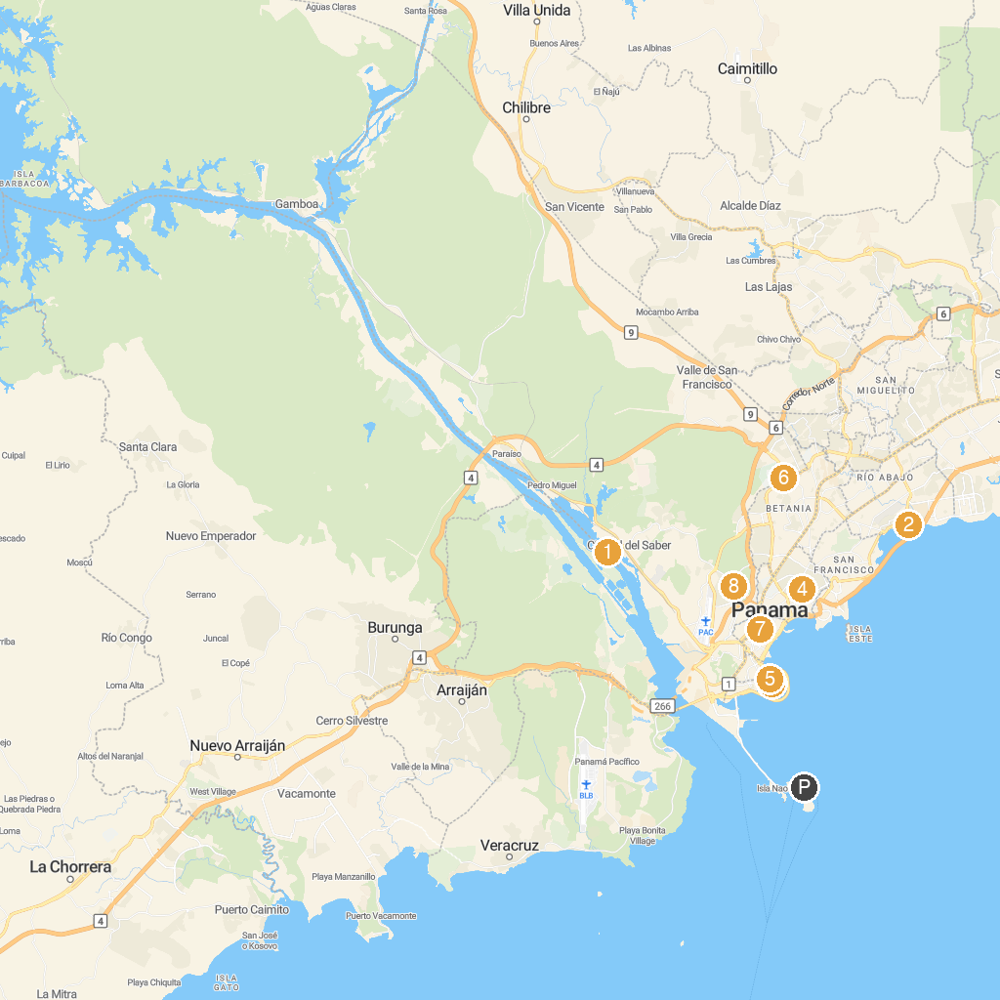 Aguas Claras
Santa Rosa
Villa Unida
Buenos Aires
Las Albinas
Caimitillo
El Ñajú
Chilibre
ISLA
BARBACOA
Gamboa
Villanueva
San Vicente
San Pablo
Alcalde Díaz
Villa Grecia
Las Cumbres
Las Lajas
Mocambo Arriba
6
9
Chivo Chivo
Valle de San
Francisco
SAN
MIGUELITO
Corredor Norte
9
6
Santa Clara
Cuipal
El Lirio
Paraiso
4
4
La Gloria
Pedro Miguel
6
RÍO ABAJO
BETANIA
2
Nuevo Emperador
1
del Saber
Moscú
SAN
FRANCISCO
Serrano
8
4
Panama
PAC
7
Burunga
Río Congo
Juncal
ISLA
ESTE
4
El Copé
5
1
Loma Alta
Arraiján
266
Cerro Silvestre
Nuevo Arraiján
Altos del Naranjal
Valle de la Mina
Panamá Pacífico
BLB
Isla Nao
P
West Village
Vacamonte
Las Piedras o
Quebrada Piedra
Loma
Playa Bonita
Village
Veracruz
La Chorrera
Playa Manzanillo
Puerto Caimito
Puerto Vacamonte
4
San José
o Kosovo
Playa Chiquita
ISLA
GATO
La Mitra